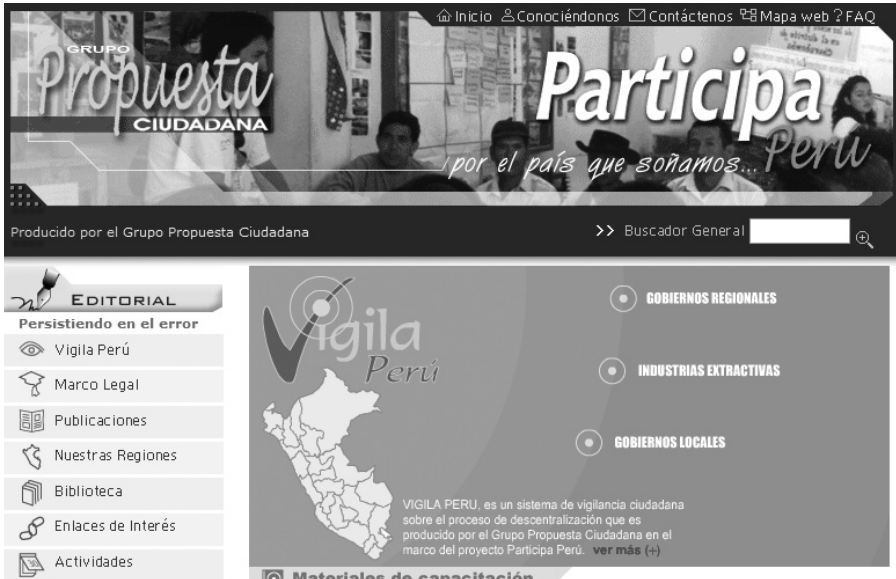 Inicio Conociéndonos Contáctenos Mapa web ? FAQ
GRUPO
Propuesta
CIUDADANA
Participa
Perú
por el país que soñamos...
Producido por el Grupo Propuesta Ciudadana
>> Buscador General
EDITORIAL
Persistiendo en el error
Vigila Perú
Marco Legal
Publicaciones
Nuestras Regiones
Biblioteca
Enlaces de Interés
Actividades
Vigila
Perú
GOBIERNOS REGIONALES
INDUSTRIAS EXTRACTIVAS
GOBIERNOS LOCALES
VIGILA PERU, es un sistema de vigilancia ciudadana
sobre el proceso de descentralización que es
producido por el Grupo Propuesta Ciudadana en el
marco del proyecto Participa Perú. ver más (+)
Materiales de capacitación